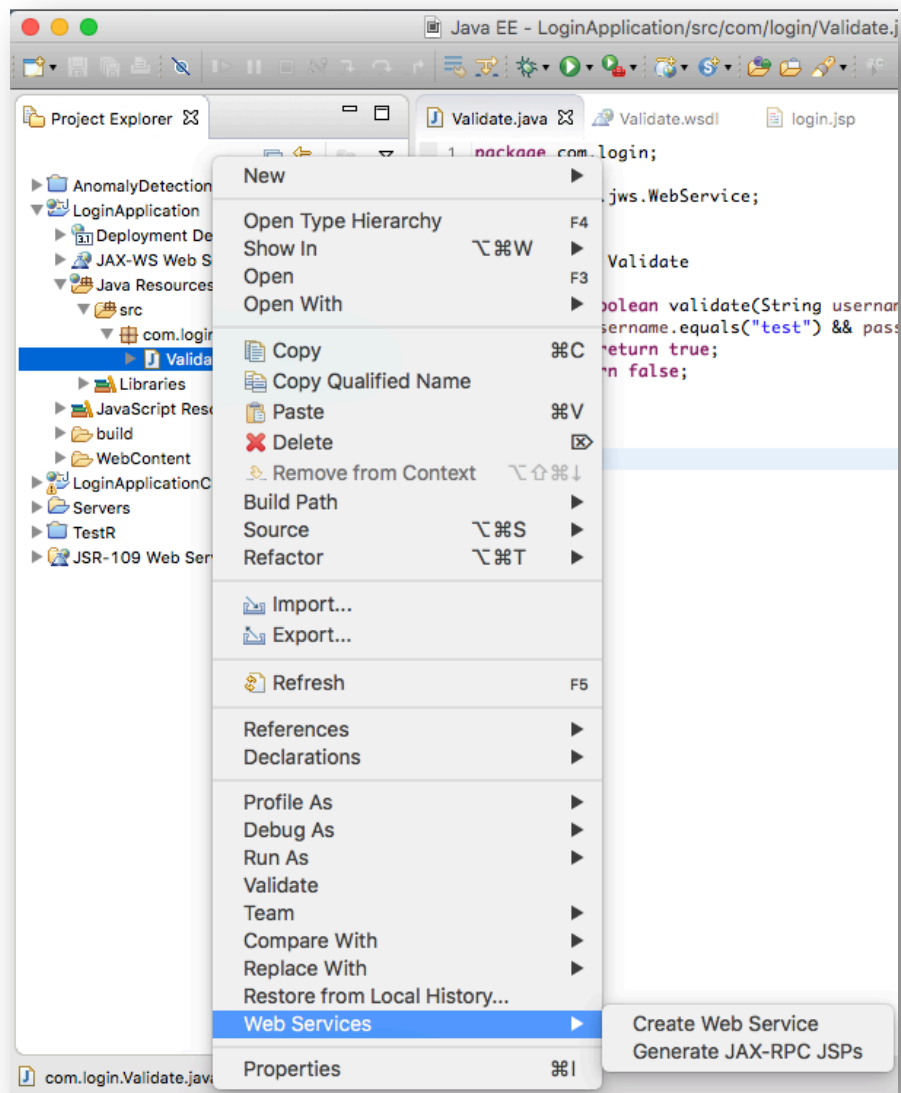 Java EE - LoginApplication/src/com/login/Validate.j
Project Explorer
Validate.java
Validate.wsdl
login.jsp
AnomalyDetection
LoginApplication
Deployment De
JAX-WS Web S
Java Resources
src
com.login
Valida
Libraries
JavaScript Reso
build
WebContent
LoginApplicationC
Servers
TestR
JSR-109 Web Ser
1 package com.login;
.jws.WebService;
Validate
oolean validate(String usernam
sername.equals("test") && pass
return true;
n false;
New
Open Type Hierarchy F4
Show In ⌥⌘W
Open F3
Open With
Copy ⌘C
Copy Qualified Name
Paste ⌘V
Delete ⌦
Remove from Context ⌥⇧⌘↓
Build Path
Source ⌥⌘S
Refactor ⌥⌘T
Import...
Export...
Refresh F5
References
Declarations
Profile As
Debug As
Run As
Validate
Team
Compare With
Replace With
Restore from Local History...
Web Services
Properties ⌘I
Create Web Service
Generate JAX-RPC JSPs
com.login.Validate.java